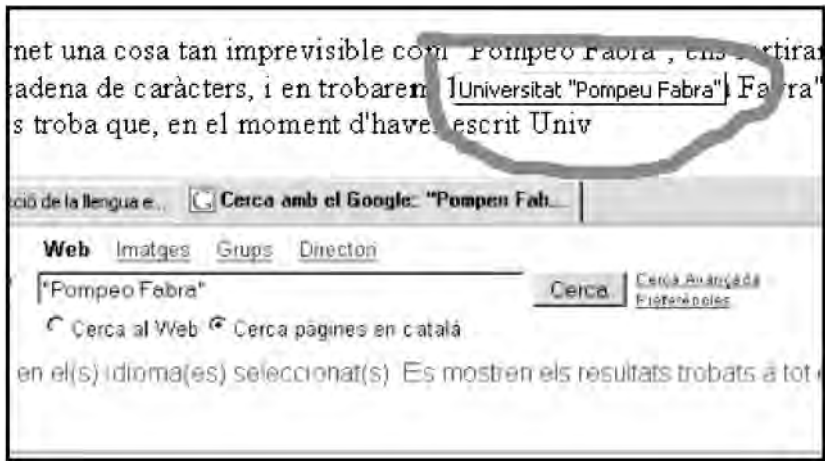 rnet una cosa tan imprevisible com "Pompeo Fabra", ens sortiran
cadena de caràcters, i en trobarem Universitat "Pompeu Fabra" Fabra"
s troba que, en el moment d'haver escrit Univ
ció de la llengua e... Cerca amb el Google: "Pompeu Fab...
Web Imatges Grups Directori
"Pompeo Fabra" Cerca Cerca Avançada
Preferències
Cerca al Web Cerca pàgines en català
en el(s) idioma(es) seleccionat(s) Es mostren els resultats trobats a tot